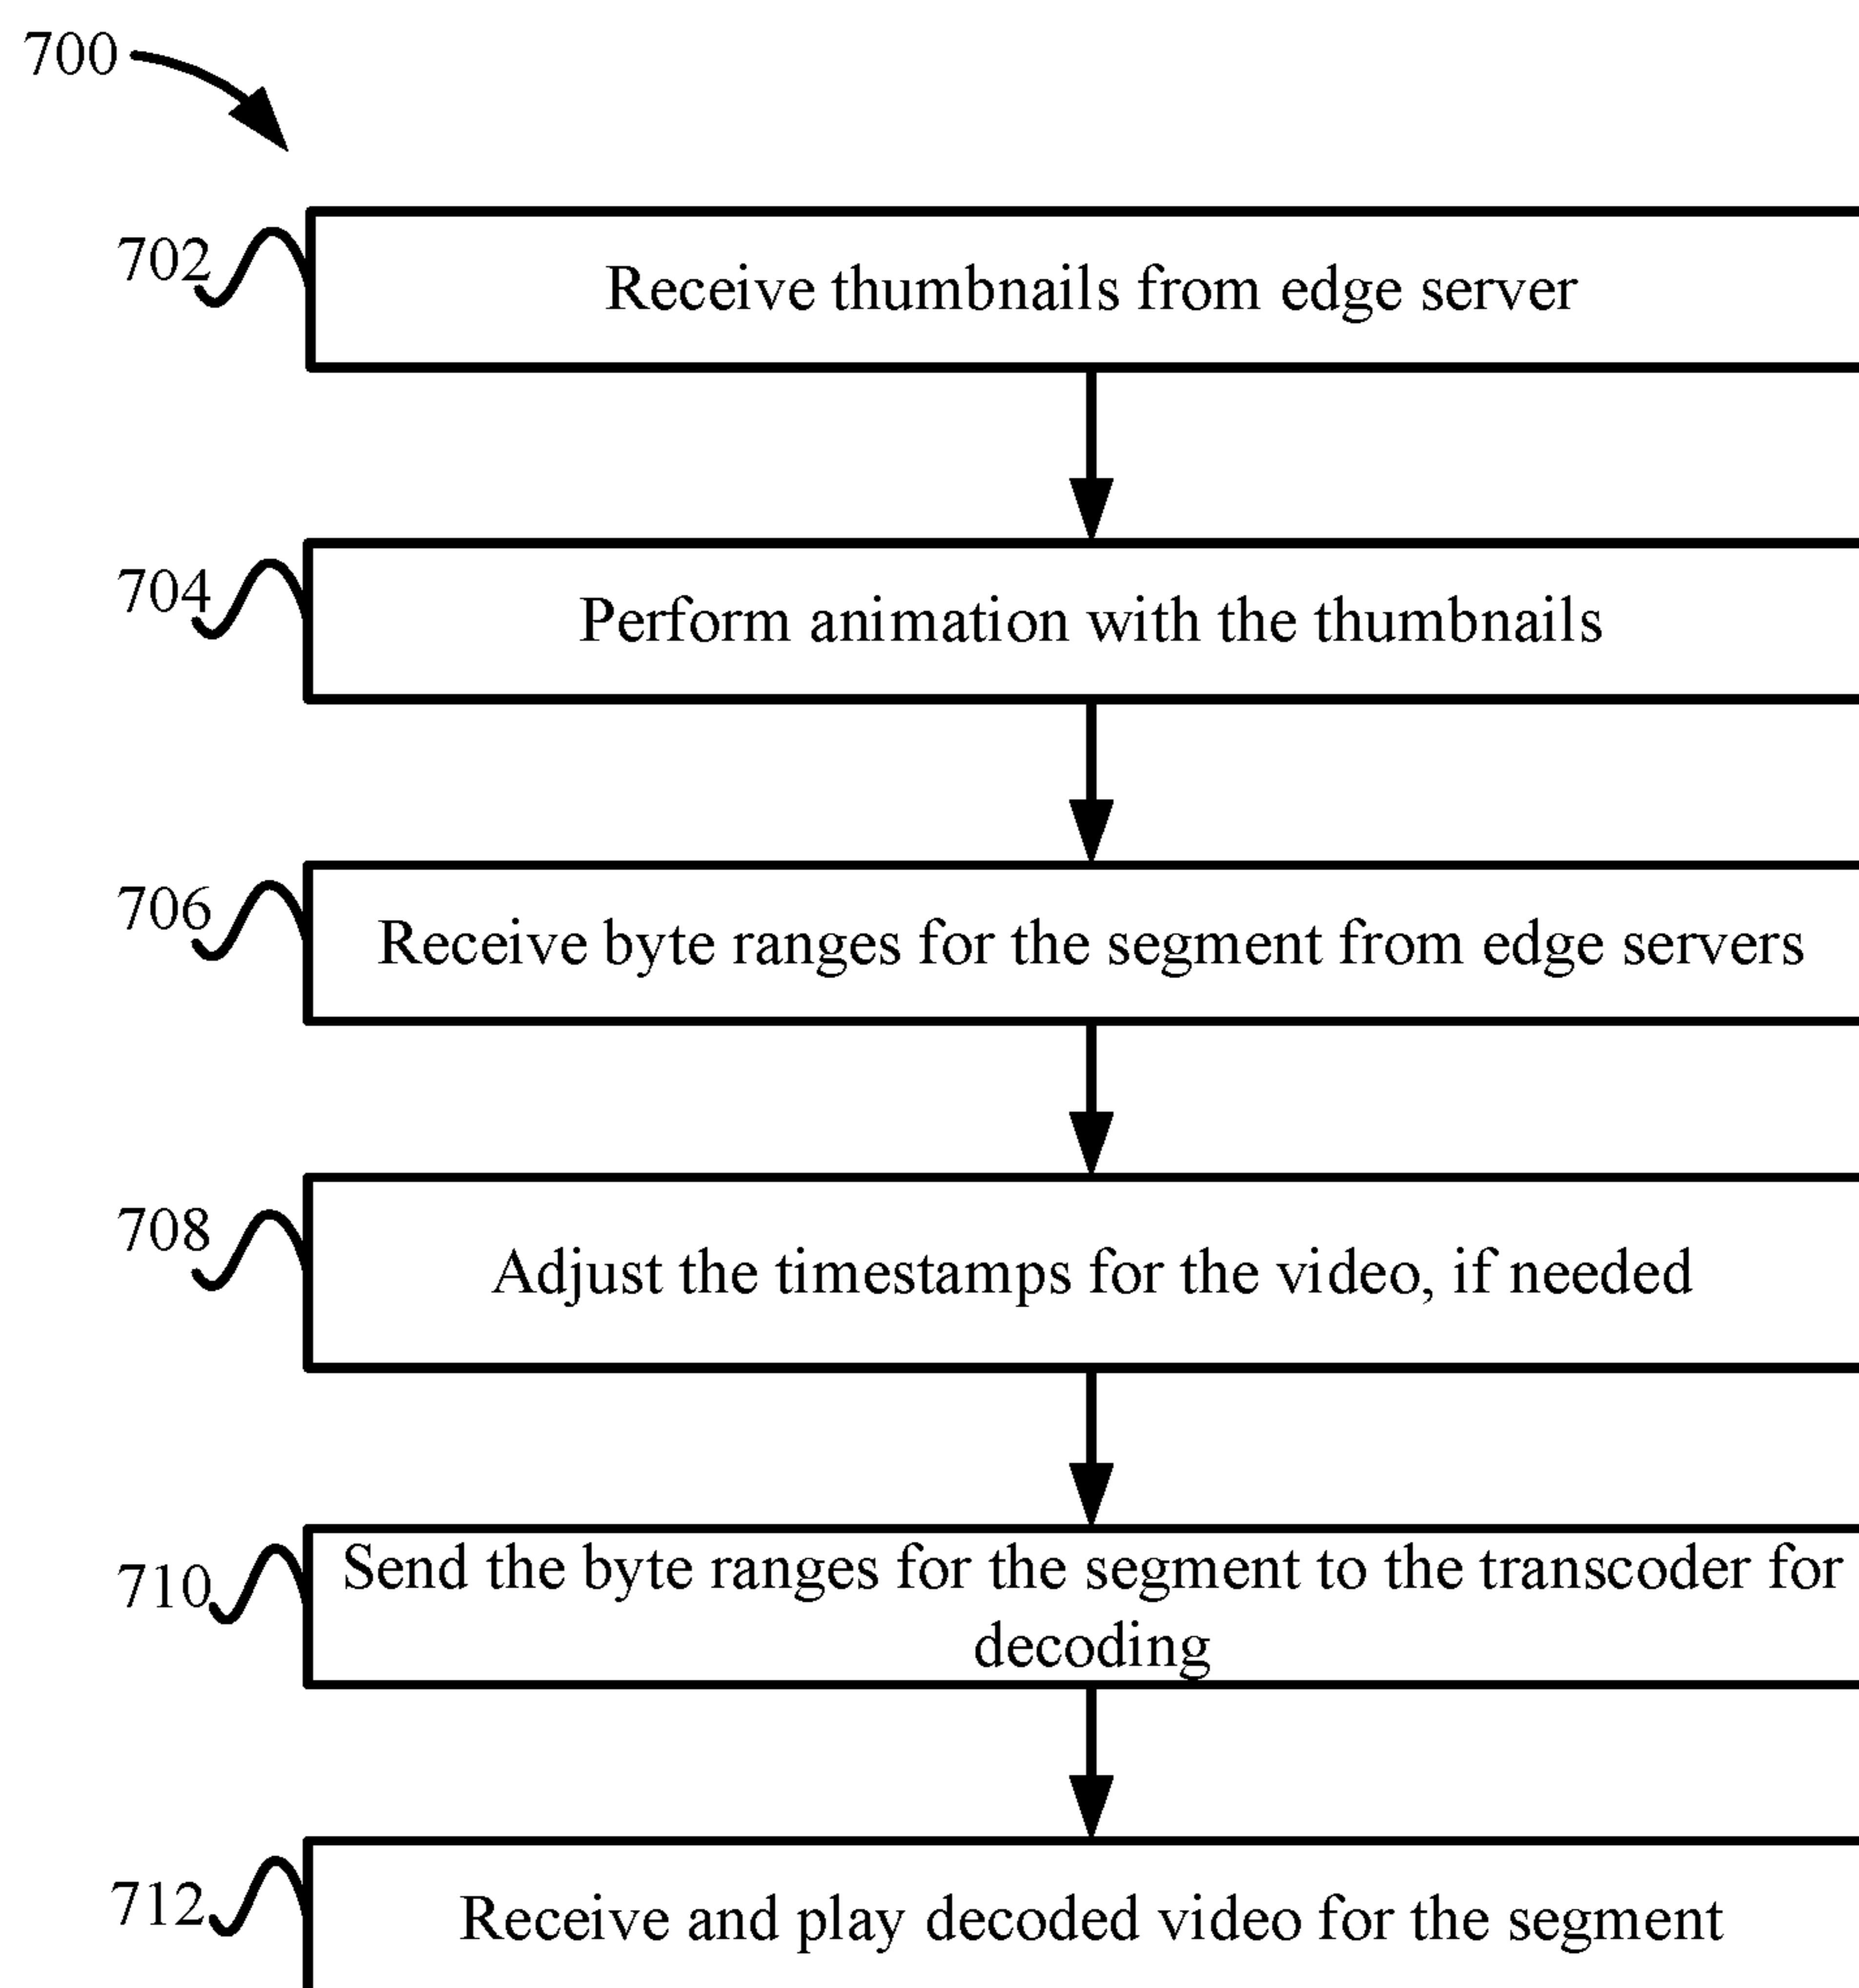 700
702
Receive thumbnails from edge server
704
Perform animation with the thumbnails
706
Receive byte ranges for the segment from edge servers
708
Adjust the timestamps for the video, if needed
710
Send the byte ranges for the segment to the transcoder for
decoding
712
Receive and play decoded video for the segment